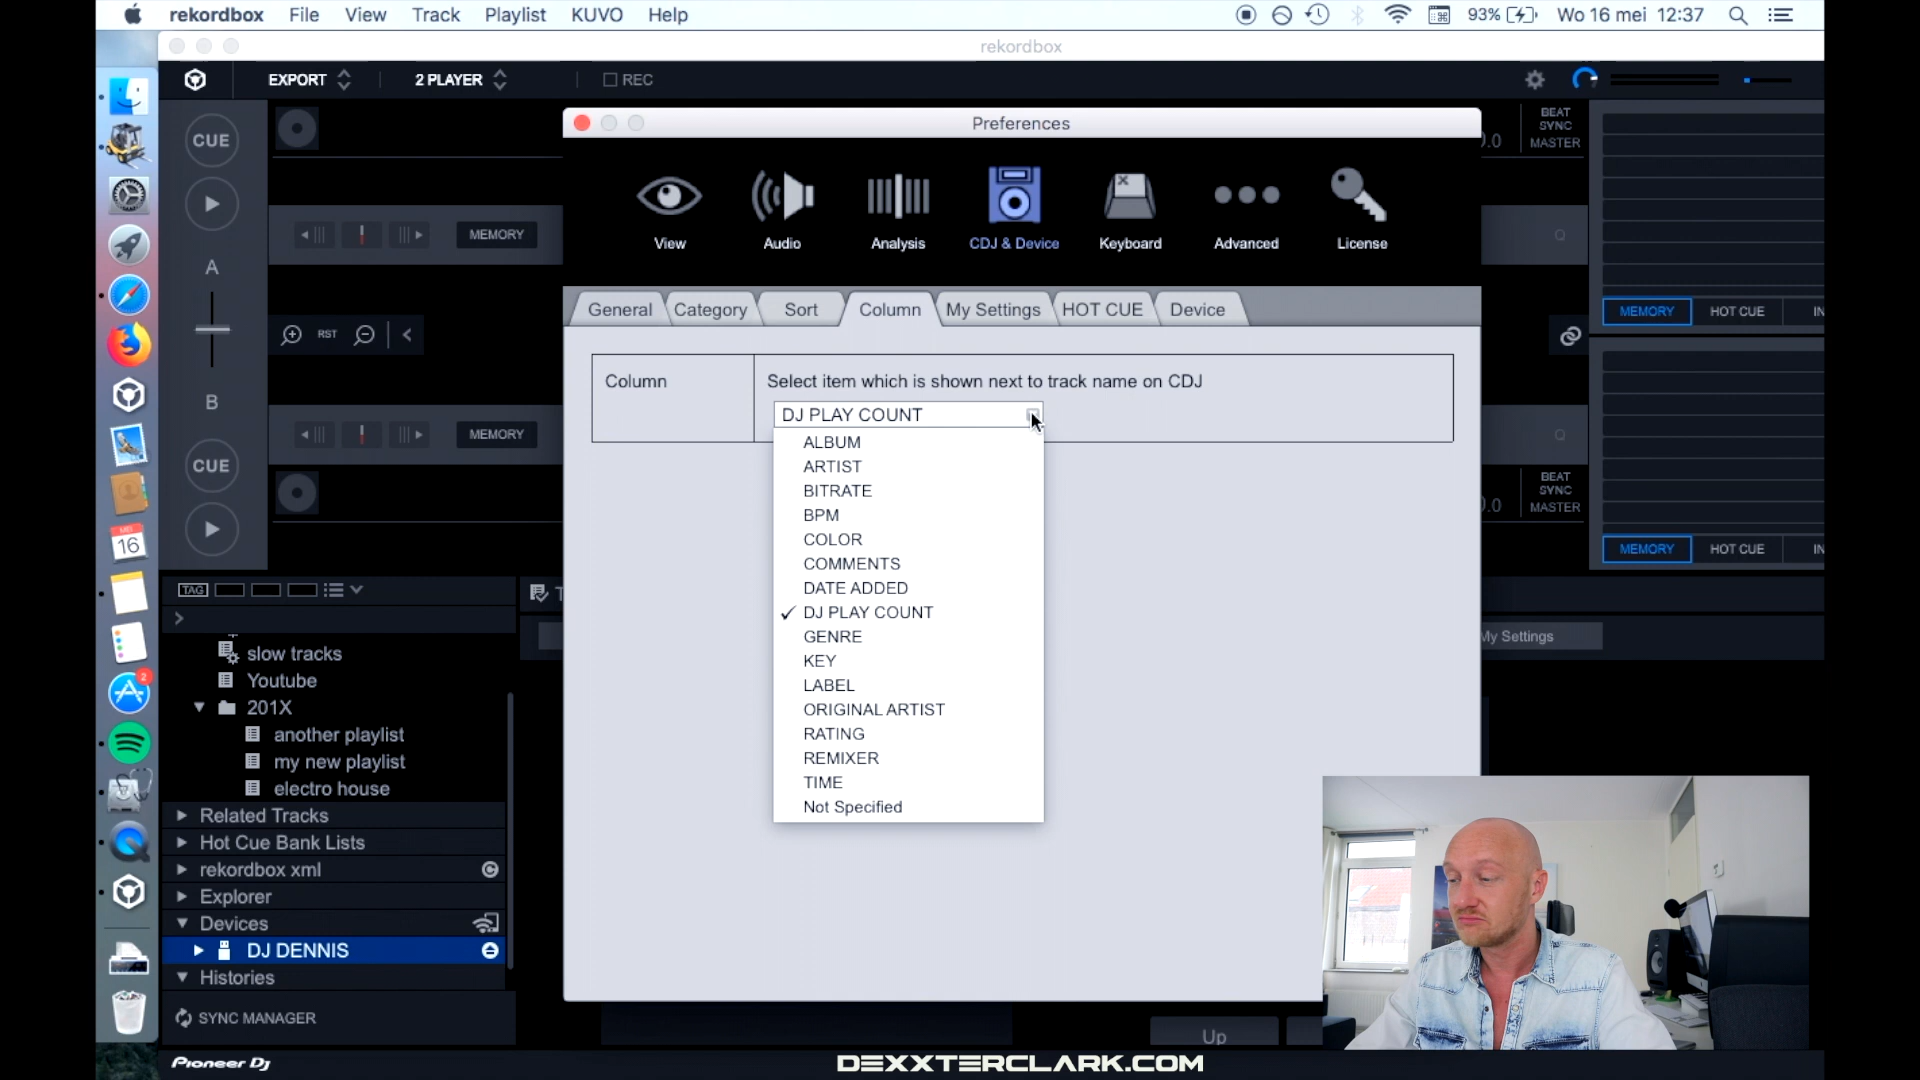 rekordbox File View Track Playlist KUVO Help 93% Wo 16 mei 12:37
rekordbox
EXPORT 2 PLAYER REC
CUE
A
B
CUE
MEMORY
RST
MEMORY
BEAT
SYNC
MASTER
MEMORY HOT CUE IN
BEAT
SYNC
MASTER
MEMORY HOT CUE IN
Preferences
View Audio Analysis CDJ & Device Keyboard Advanced License
General Category Sort Column My Settings HOT CUE Device
Column Select item which is shown next to track name on CDJ
DJ PLAY COUNT
ALBUM
ARTIST
BITRATE
BPM
COLOR
COMMENTS
DATE ADDED
DJ PLAY COUNT
GENRE
KEY
LABEL
ORIGINAL ARTIST
RATING
REMIXER
TIME
Not Specified
My Settings
TAG
slow tracks
Youtube
201X
another playlist
my new playlist
electro house
Related Tracks
Hot Cue Bank Lists
rekordbox xml
Explorer
Devices
DJ DENNIS
Histories
SYNC MANAGER
Up
16
2
Pioneer Dj
DEXXTERCLARK.COM